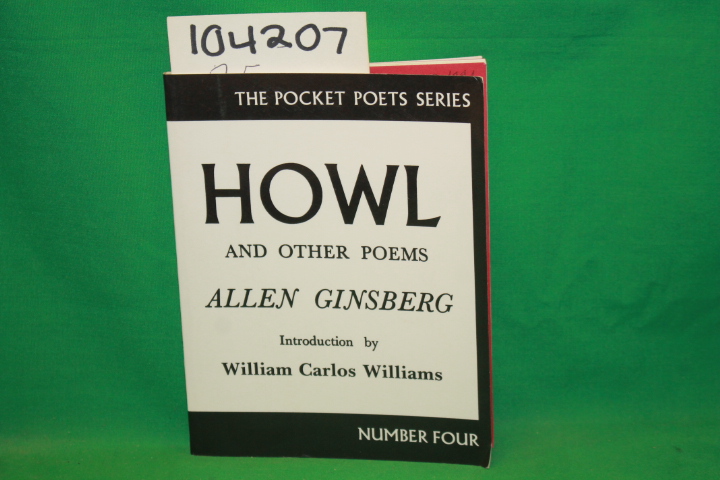 104207
THE POCKET POETS SERIES
HOWL
AND OTHER POEMS
ALLEN GINSBERG
Introduction by
William Carlos Williams
NUMBER FOUR